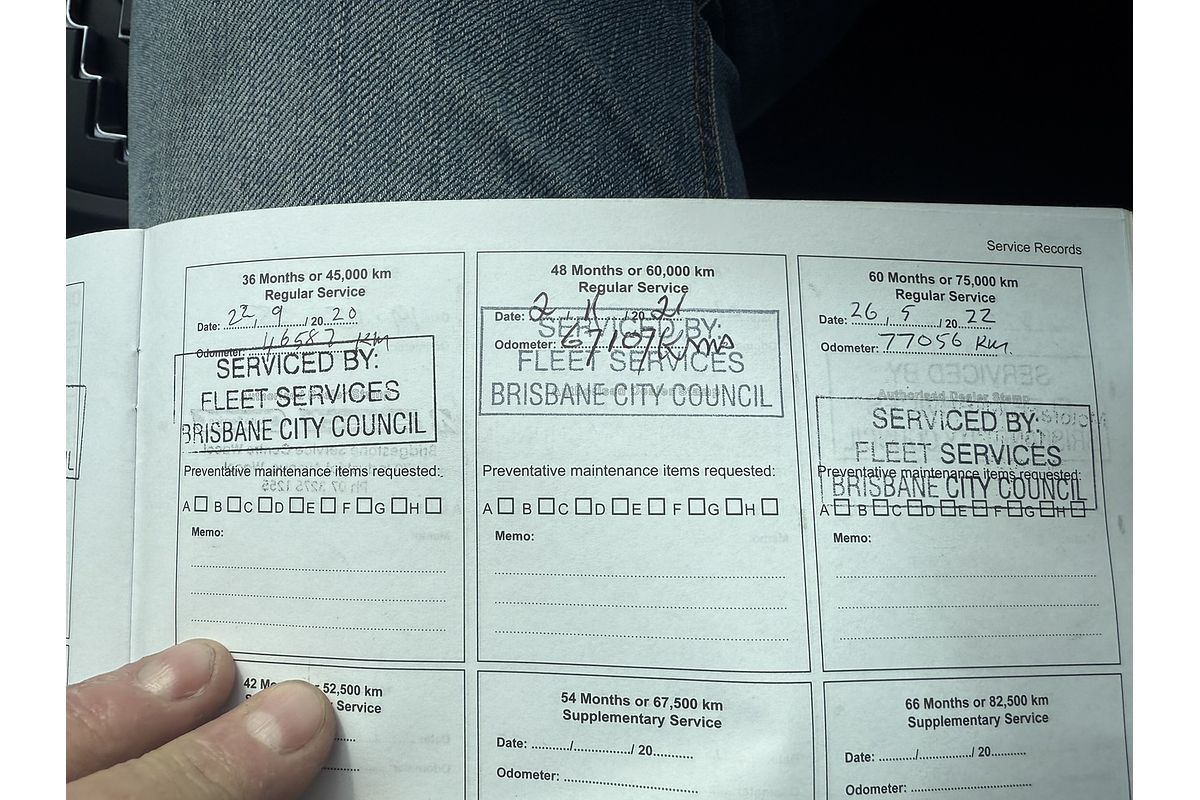 Service Records
36 Months or 45,000 km
Regular Service
Date: 22, 9 / 20 20
Odometer: 46587 KM
SERVICED BY:
FLEET SERVICES
BRISBANE CITY COUNCIL
Preventative maintenance items requested:
A B C D E F G H
Memo:
48 Months or 60,000 km
Regular Service
Date: 2, 11 / 20 21
Odometer: 67107 Kms
SERVICED BY:
FLEET SERVICES
BRISBANE CITY COUNCIL
Preventative maintenance items requested:
A B C D E F G H
Memo:
60 Months or 75,000 km
Regular Service
Date: 26, 5 / 20 22
Odometer: 77056 KM.
Authorised Dealer Stamp
SERVICED BY:
FLEET SERVICES
BRISBANE CITY COUNCIL
Preventative maintenance items requested:
A B C D E F G H
Memo:
42 52,500 km
Service
54 Months or 67,500 km
Supplementary Service
Date: ............/................/ 20...........
Odometer: ....................................
66 Months or 82,500 km
Supplementary Service
Date: ............/................/ 20...........
Odometer: ....................................